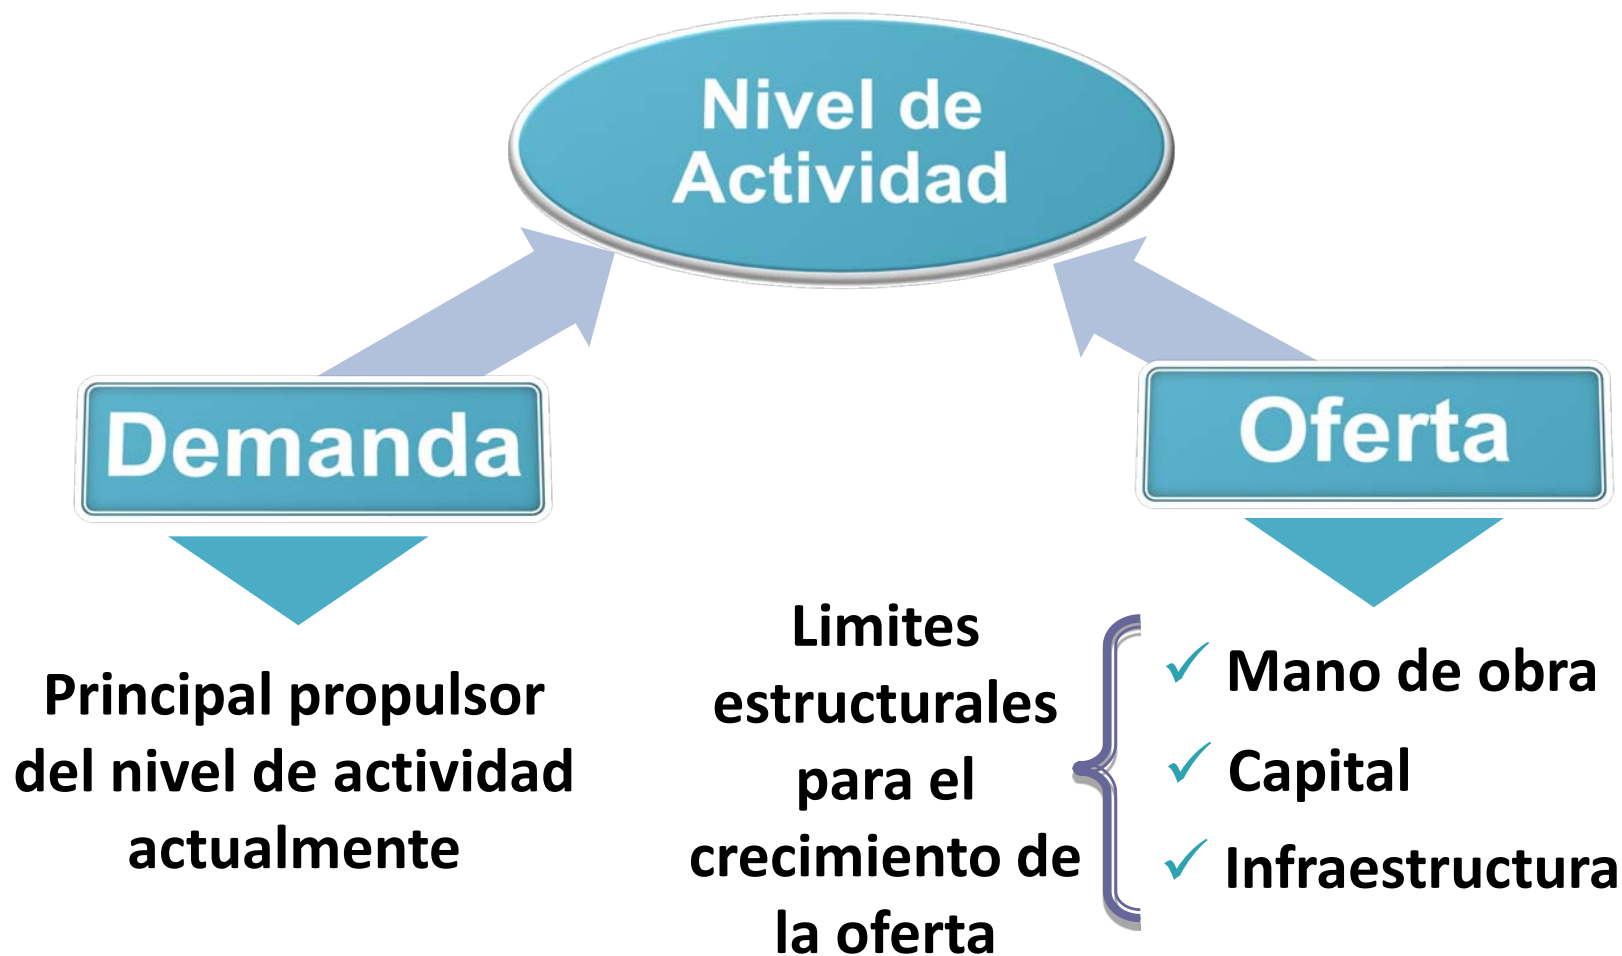 Nivel de
Actividad
Demanda
Oferta
Principal propulsor
del nivel de actividad
actualmente
Limites
estructurales
para el
crecimiento de
la oferta
Mano de obra
Capital
Infraestructura